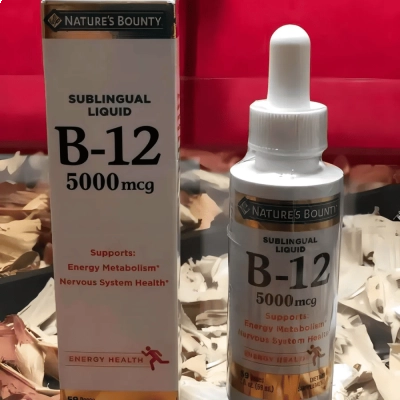 NATURE'S BOUNTY
SUBLINGUAL
LIQUID
B-12
5000 mcg
Supports:
Energy Metabolism*
Nervous System Health*
ENERGY HEALTH
NATURE'S BOUNTY
SUBLINGUAL
LIQUID
B-12
5000 mcg
Supports:
Energy Metabolism*
Nervous System Health*
ENERGY HEALTH